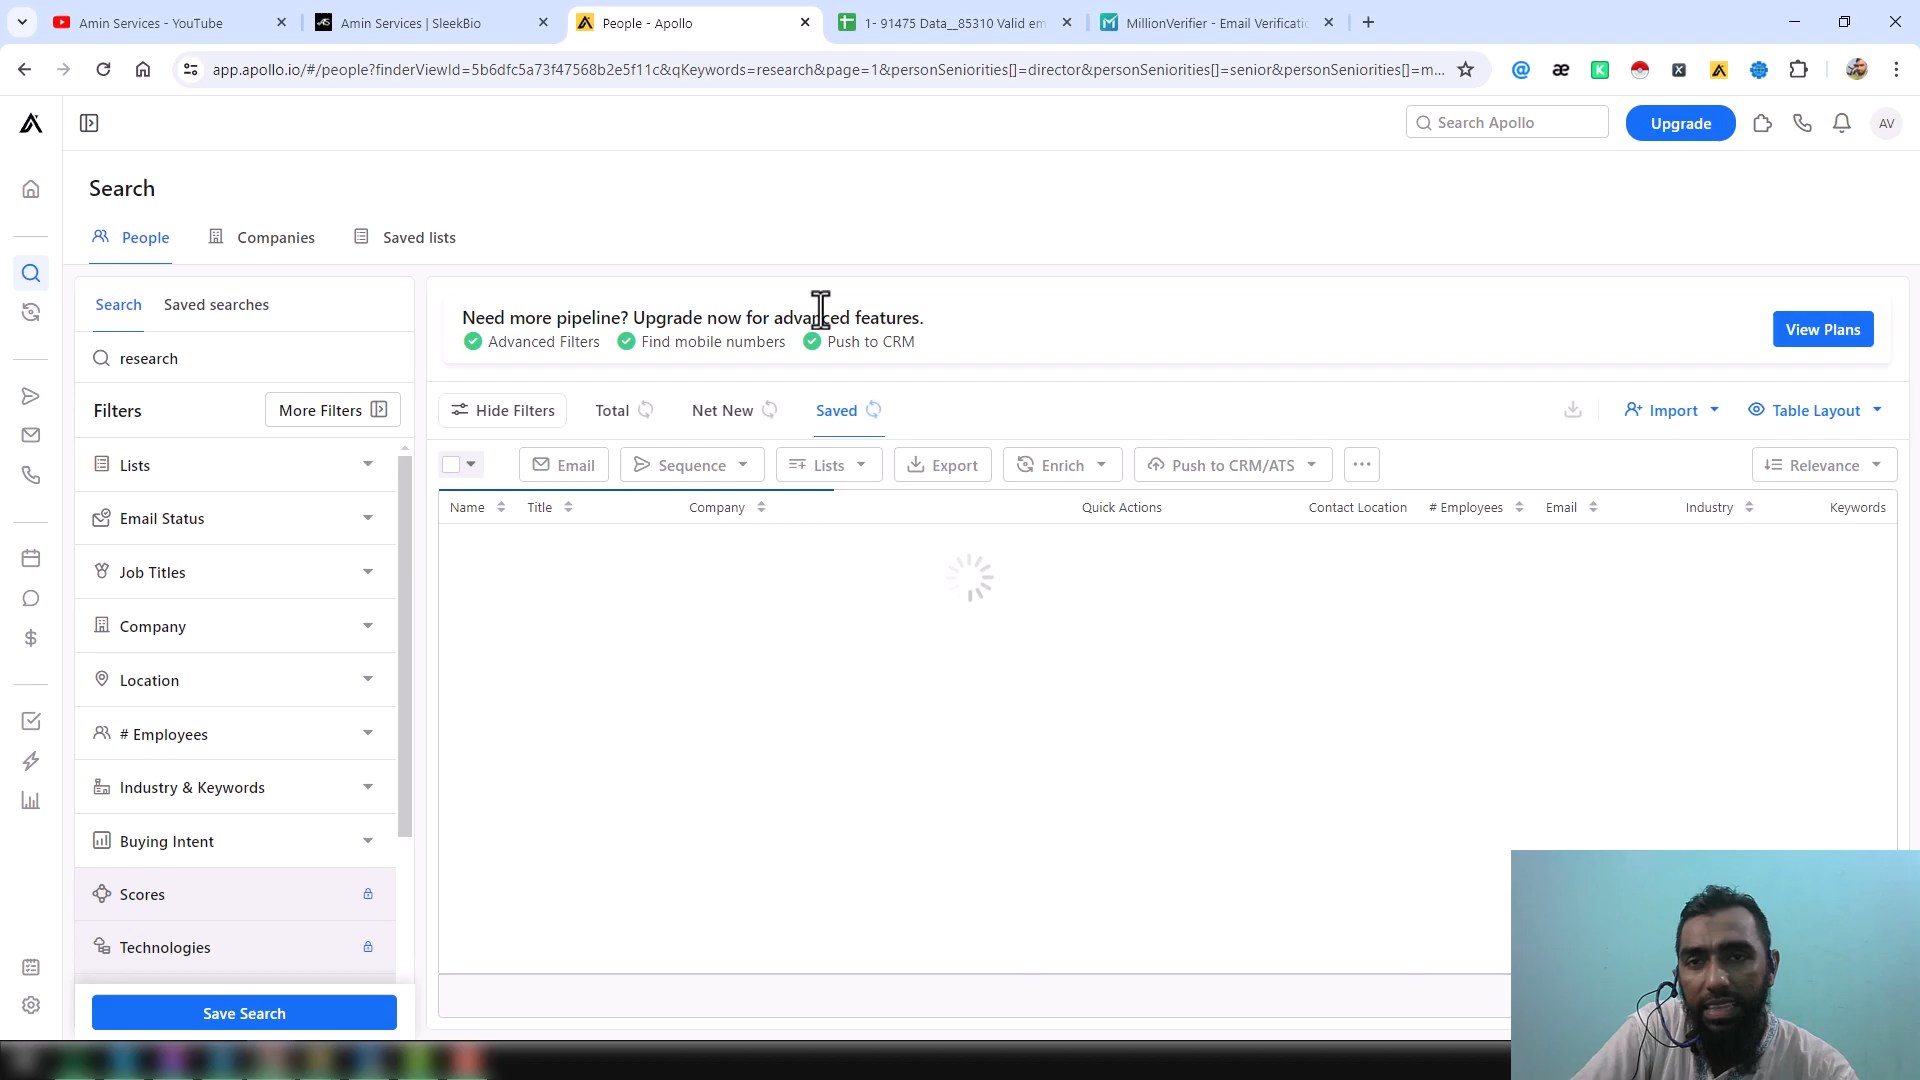 Amin Services - YouTube
Amin Services | SleekBio
People - Apollo
1- 91475 Data__85310 Valid em
MillionVerifier - Email Verificati
app.apollo.io/#/people?finderViewId=5b6dfc5a73f47568b2e5f11c&qKeywords=research&page=1&personSeniorities[]=director&personSeniorities[]=senior&personSeniorities[]=m...
Search Apollo
Upgrade
AV
Search
People
Companies
Saved lists
Search
Saved searches
Need more pipeline? Upgrade now for advanced features.
Advanced Filters
Find mobile numbers
Push to CRM
View Plans
research
Filters
More Filters
Hide Filters
Total
Net New
Saved
Import
Table Layout
Email
Sequence
Lists
Export
Enrich
Push to CRM/ATS
Relevance
Name
Title
Company
Quick Actions
Contact Location
# Employees
Email
Industry
Keywords
Lists
Email Status
Job Titles
Company
Location
# Employees
Industry & Keywords
Buying Intent
Scores
Technologies
Save Search